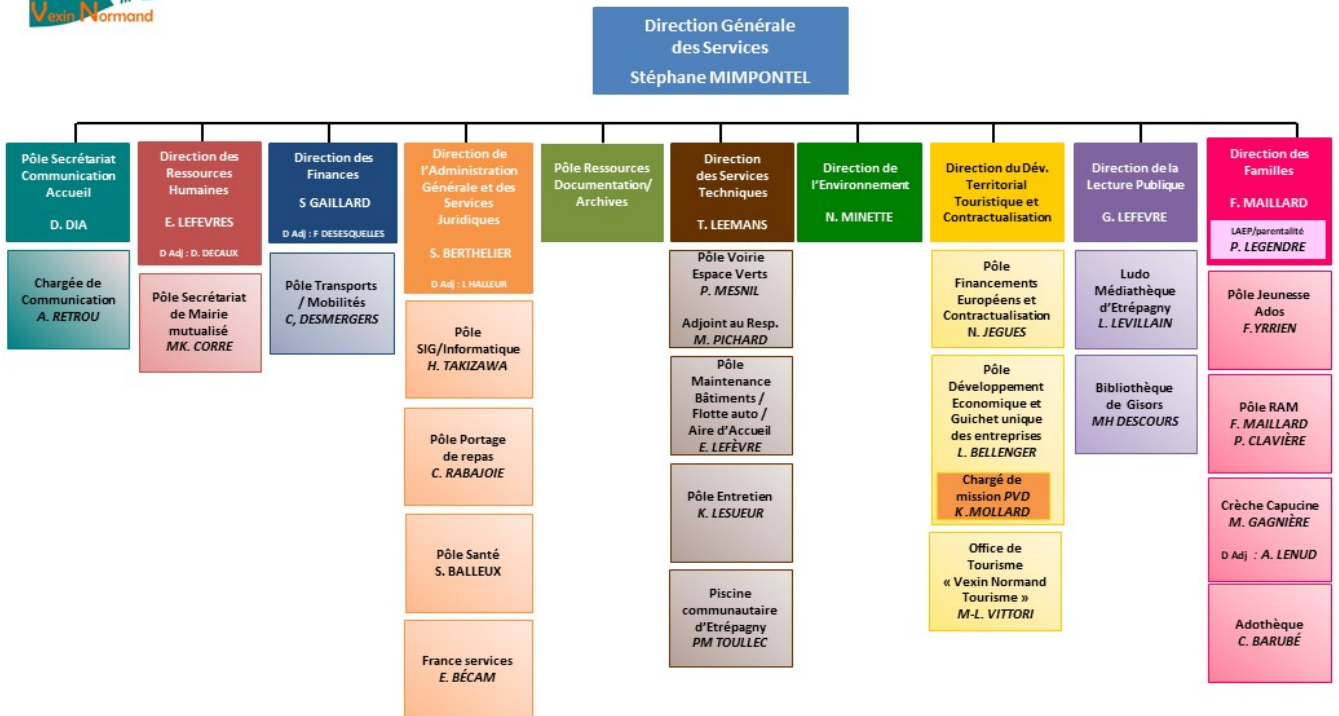 Vexin Normand
Direction Générale
des Services
Stéphane MIMPONTEL
Pôle Secrétariat
Communication
Accueil
D. DIA
Chargée de
Communication
A. RETROU
Direction des
Ressources
Humaines
E. LEFEVRES
D Adj : D. DECAUX
Pôle Secrétariat
de Mairie
mutualisé
MK. CORRE
Direction des
Finances
S GAILLARD
D Adj : F DESESQUELLES
Pôle Transports
/ Mobilités
C, DESMERGERS
Direction de
l'Administration
Générale et des
Services
Juridiques
S. BERTHELIER
D Adj : L HALLEUR
Pôle
SIG/Informatique
H. TAKIZAWA
Pôle Portage
de repas
C. RABAJOIE
Pôle Santé
S. BALLEUX
France services
E. BÉCAM
Pôle Ressources
Documentation/
Archives
Direction
des Services
Techniques
T. LEEMANS
Pôle Voirie
Espace Verts
P. MESNIL
Adjoint au Resp.
M. PICHARD
Pôle
Maintenance
Bâtiments /
Flotte auto /
Aire d'Accueil
E. LEFÈVRE
Pôle Entretien
K. LESUEUR
Piscine
communautaire
d'Etrépagny
PM TOULLEC
Direction de
l'Environnement
N. MINETTE
Direction du Dév.
Territorial
Touristique et
Contractualisation
Pôle
Financements
Européens et
Contractualisation
N. JEGUES
Pôle
Développement
Economique et
Guichet unique
des entreprises
L. BELLENGER
Chargé de
mission PVD
K .MOLLARD
Office de
Tourisme
« Vexin Normand
Tourisme »
M-L. VITTORI
Direction de la
Lecture Publique
G. LEFEVRE
Ludo
Médiathèque
d'Etrépagny
L. LEVILLAIN
Bibliothèque
de Gisors
MH DESCOURS
Direction des
Familles
F. MAILLARD
LAEP/parentalité
P. LEGENDRE
Pôle Jeunesse
Ados
F.YRRIEN
Pôle RAM
F. MAILLARD
P. CLAVIÈRE
Crèche Capucine
M. GAGNIÈRE
D Adj : A. LENUD
Adothèque
C. BARUBÉ